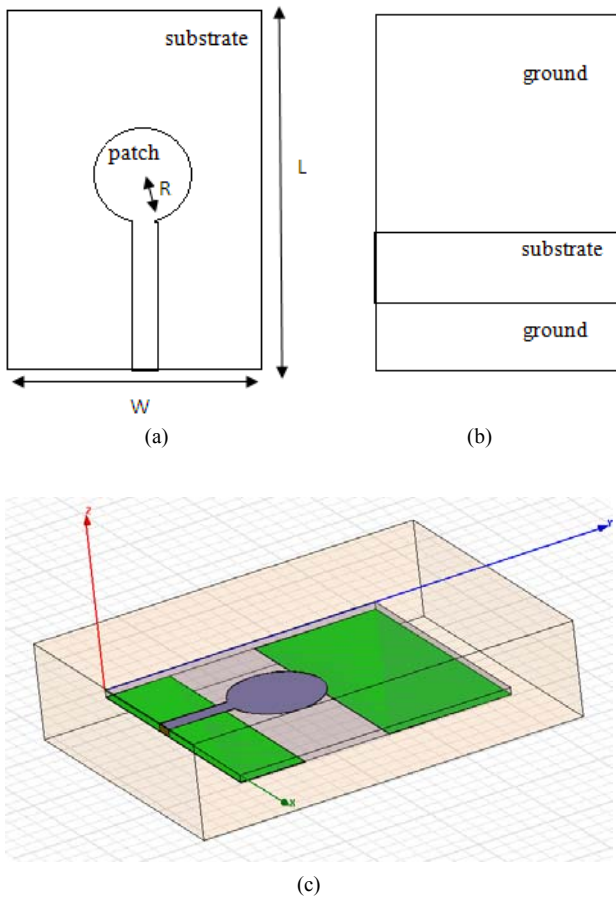 substrate
patch
R
L
W
(a)
ground
substrate
ground
(b)
Z
Y
X
(c)